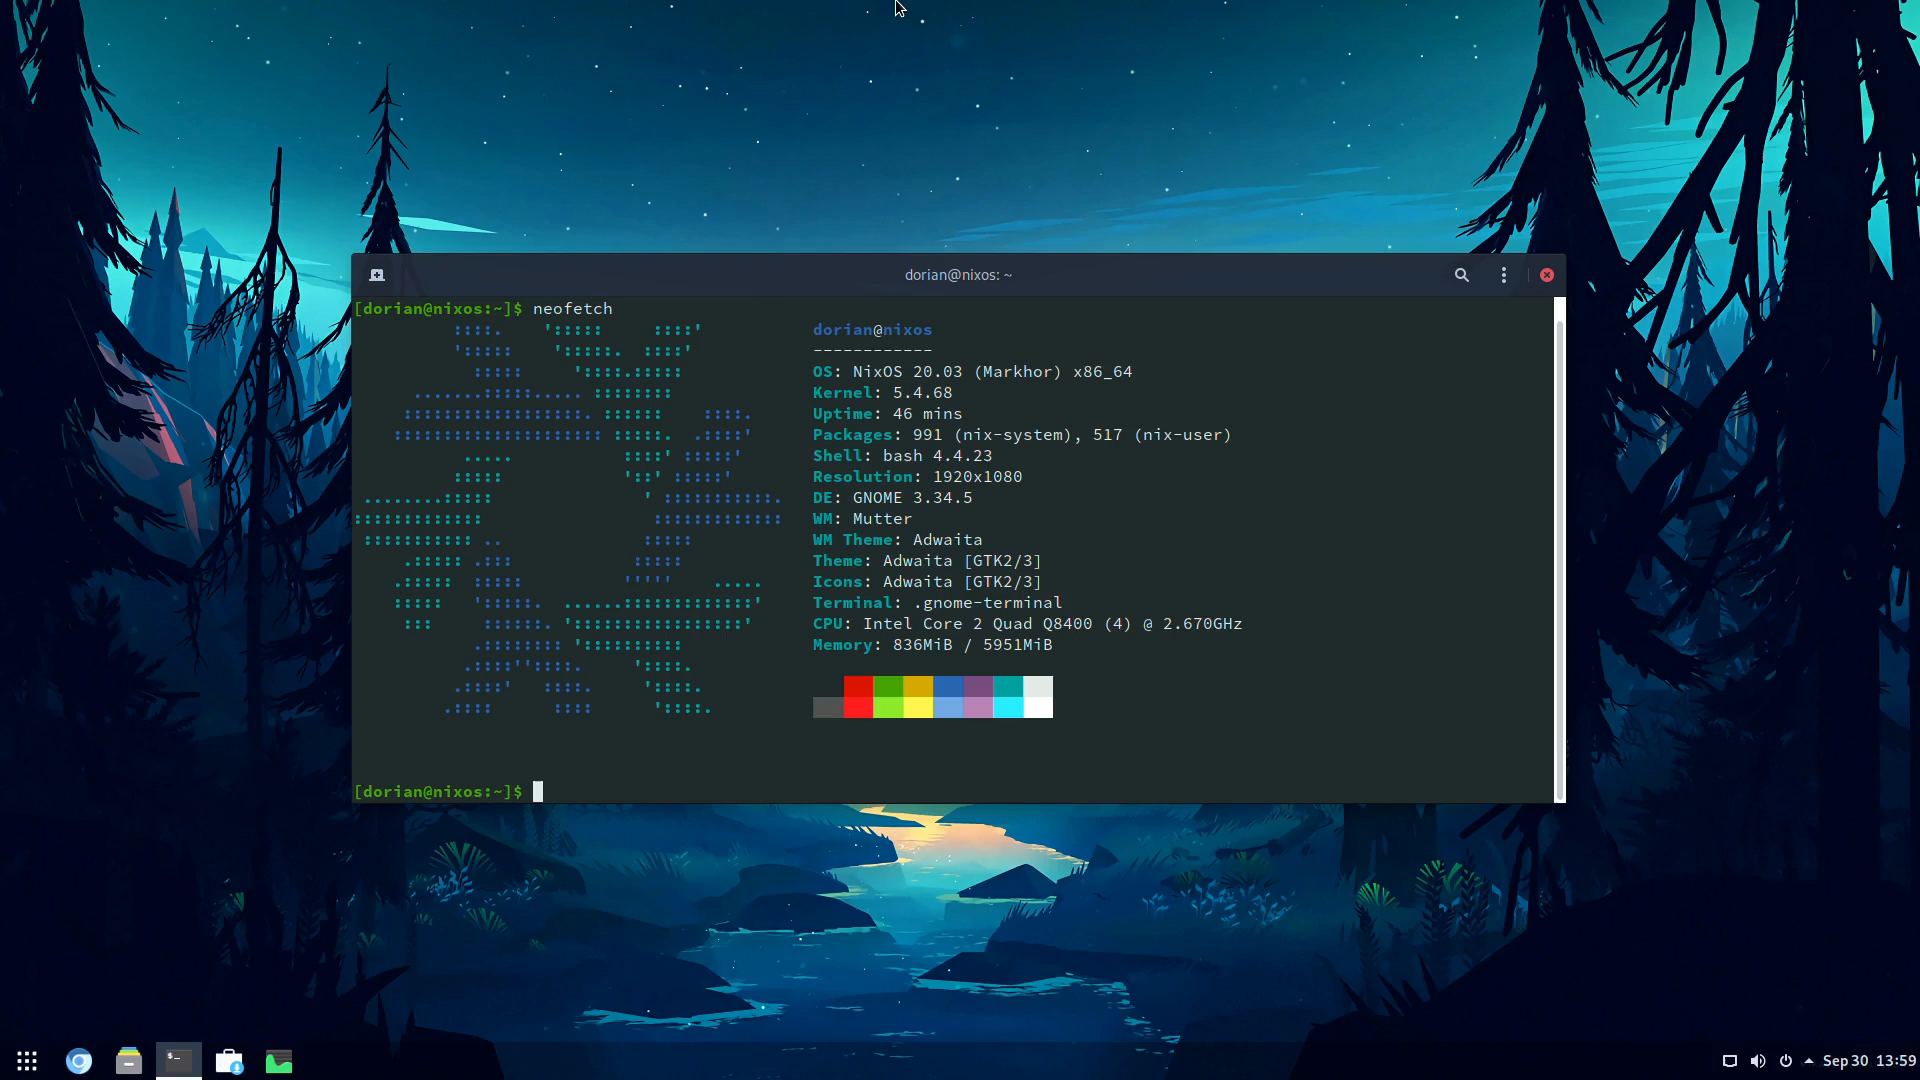 dorian@nixos: ~
[dorian@nixos:~]$ neofetch
dorian@nixos
------------
OS: NixOS 20.03 (Markhor) x86_64
Kernel: 5.4.68
Uptime: 46 mins
Packages: 991 (nix-system), 517 (nix-user)
Shell: bash 4.4.23
Resolution: 1920x1080
DE: GNOME 3.34.5
WM: Mutter
WM Theme: Adwaita
Theme: Adwaita [GTK2/3]
Icons: Adwaita [GTK2/3]
Terminal: .gnome-terminal
CPU: Intel Core 2 Quad Q8400 (4) @ 2.670GHz
Memory: 836MiB / 5951MiB
[dorian@nixos:~]$
Sep 30 13:59